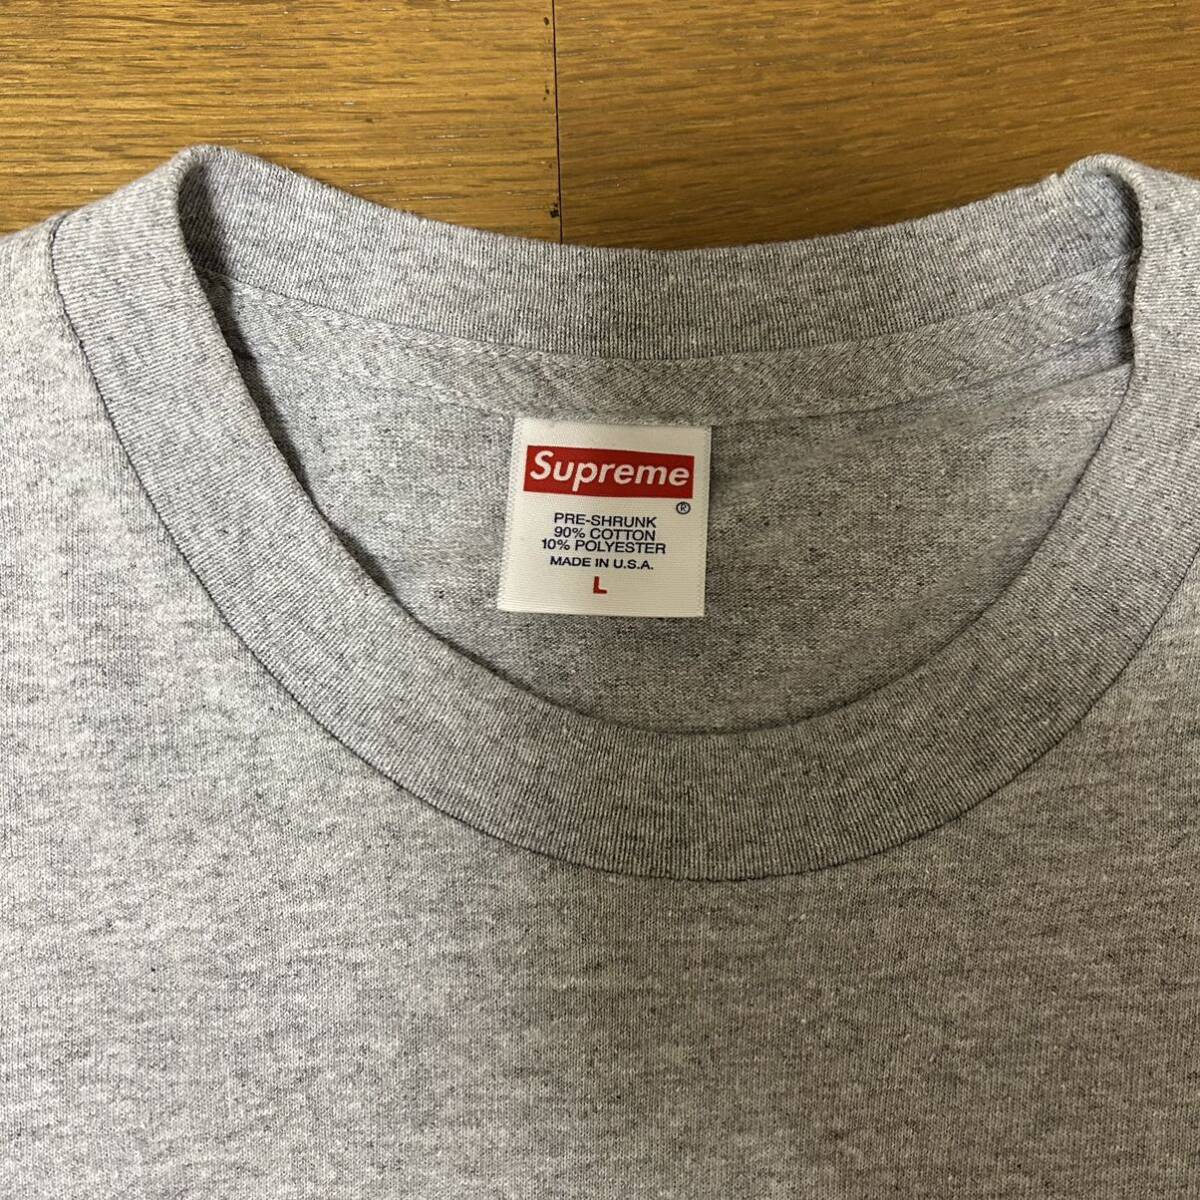 Supreme
®
PRE-SHRUNK
90% COTTON
10% POLYESTER
MADE IN U.S.A.
L